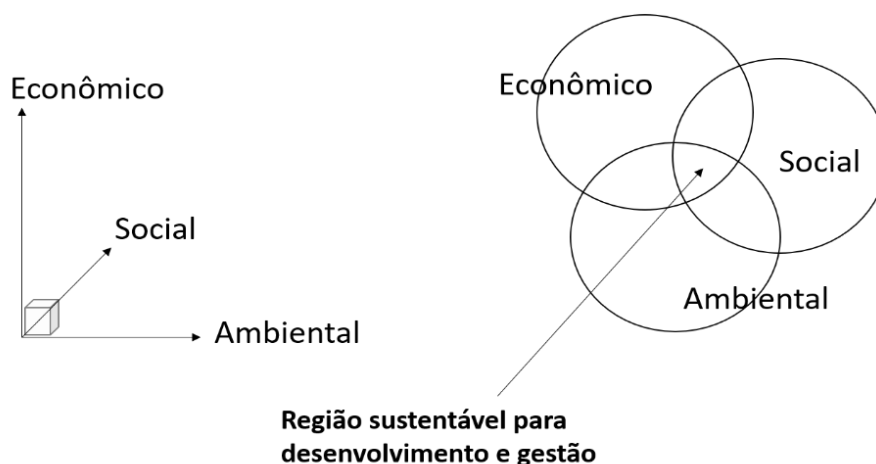 Econômico
Social
Ambiental
Econômico
Social
Ambiental
Região sustentável para
desenvolvimento e gestão